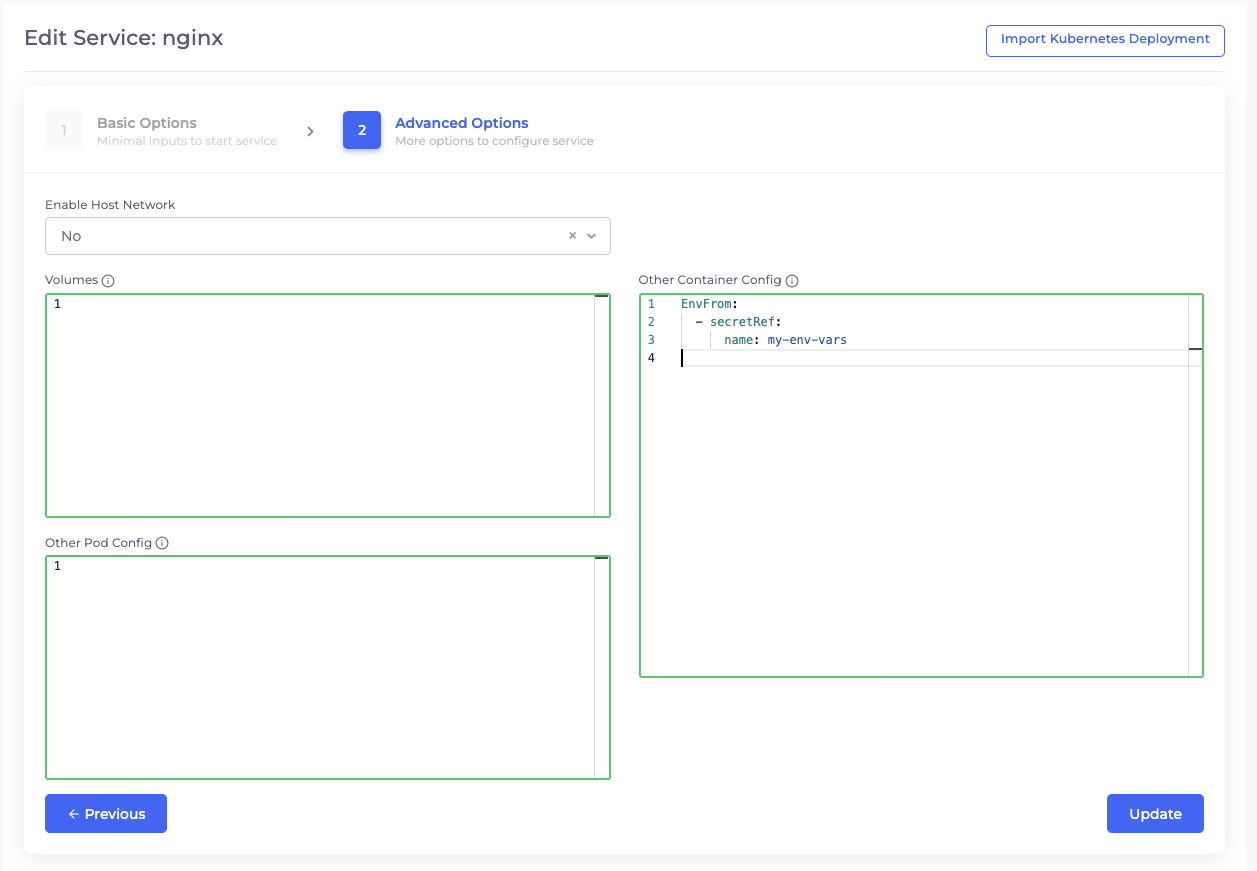 Edit Service: nginx
Import Kubernetes Deployment
1
Basic Options
Minimal inputs to start service
2
Advanced Options
More options to configure service
Enable Host Network
No
Volumes
1
Other Container Config
1 EnvFrom:
2   - secretRef:
3       name: my-env-vars
4
Other Pod Config
1
← Previous
Update